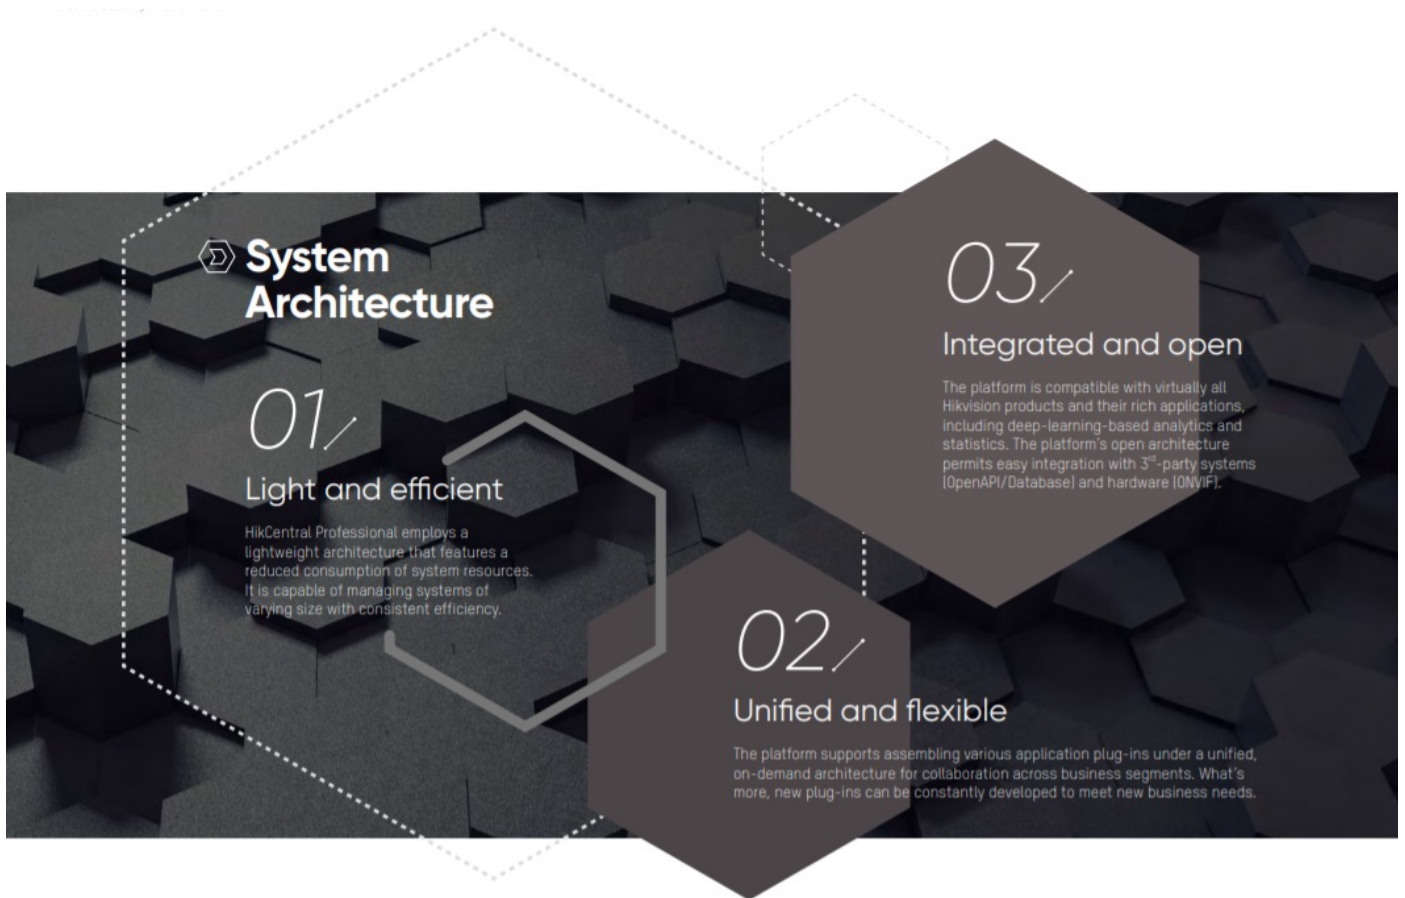 System
Architecture
01
Light and efficient
HikCentral Professional employs a
lightweight architecture that features a
reduced consumption of system resources.
It is capable of managing systems of
varying size with consistent efficiency.
02
Unified and flexible
The platform supports assembling various application plug-ins under a unified,
on-demand architecture for collaboration across business segments. What's
more, new plug-ins can be constantly developed to meet new business needs.
03
Integrated and open
The platform is compatible with virtually all
Hikvision products and their rich applications,
including deep-learning-based analytics and
statistics. The platform's open architecture
permits easy integration with 3rd-party systems
(OpenAPI/Database) and hardware (ONVIF).